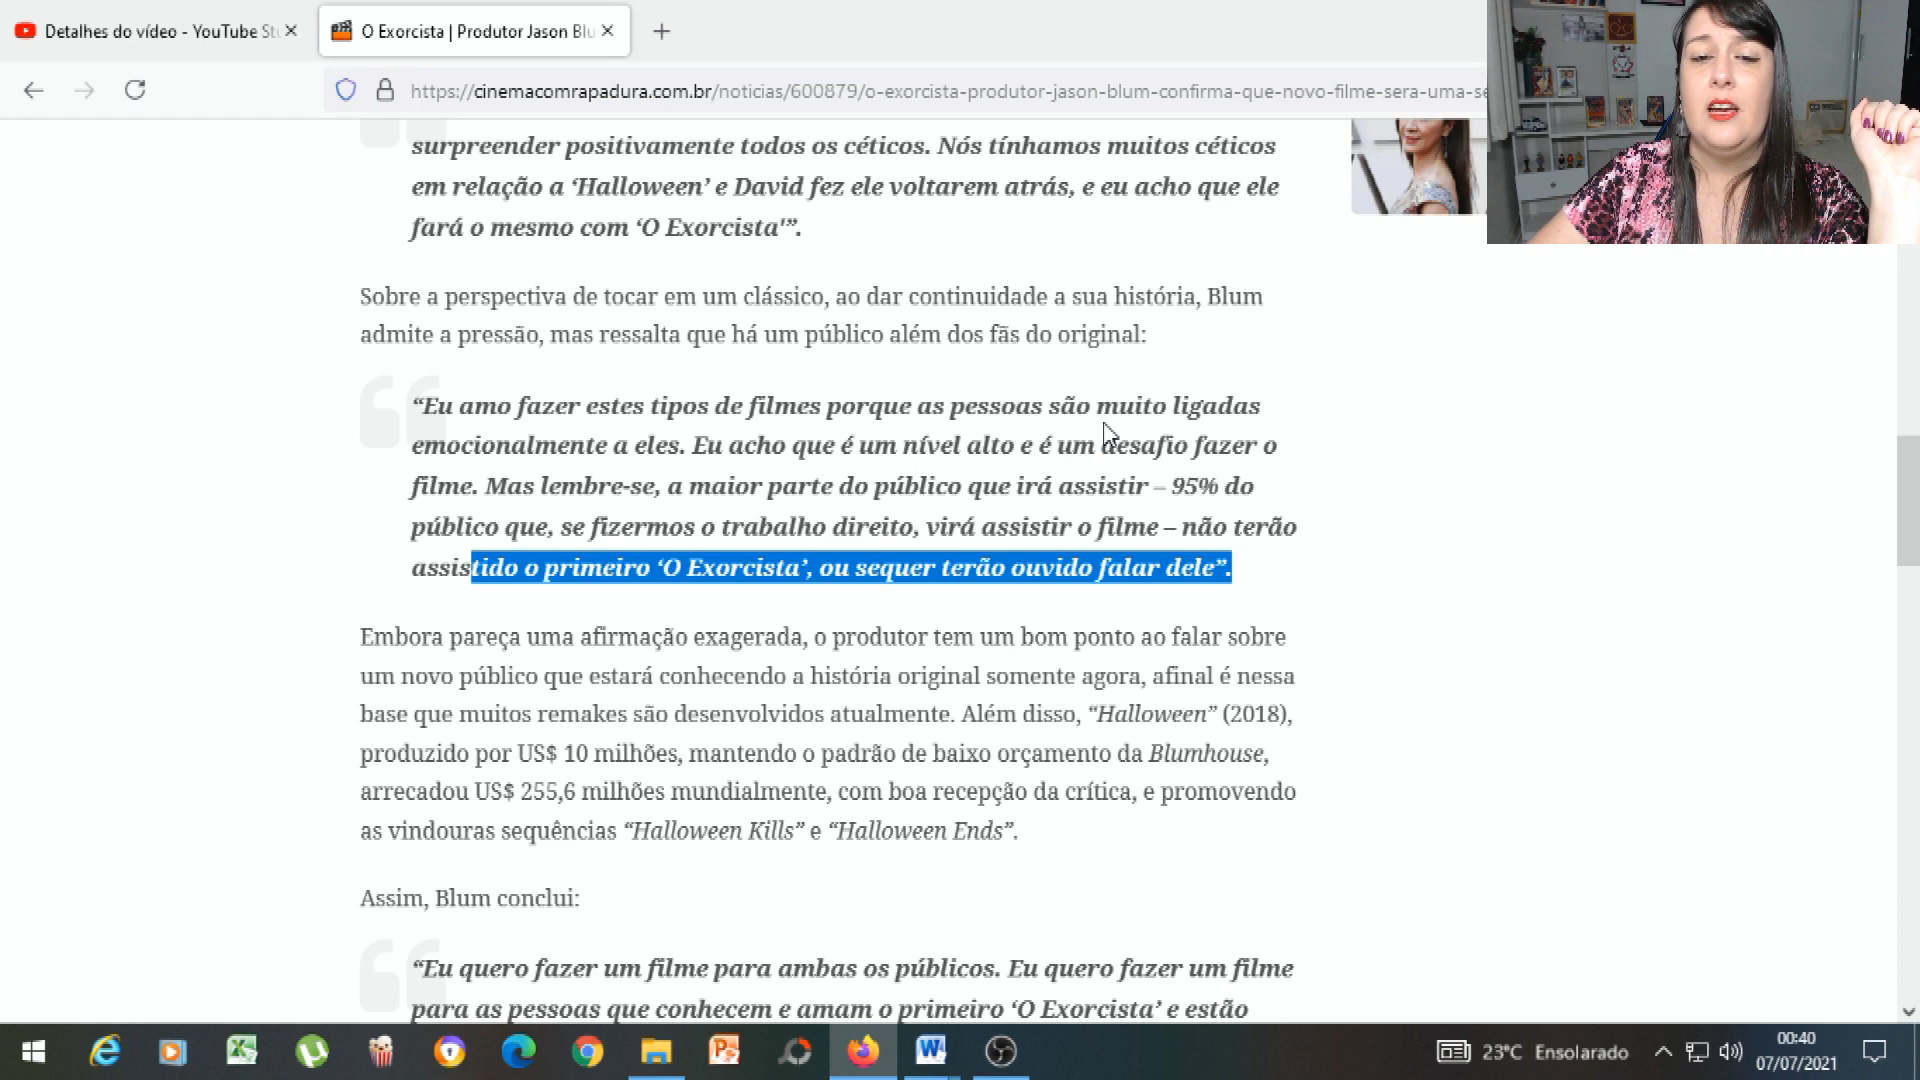 Detalhes do vídeo - YouTube St
O Exorcista | Produtor Jason Blu
https://cinemacomrapadura.com.br/noticias/600879/o-exorcista-produtor-jason-blum-confirma-que-novo-filme-sera-uma-se
surpreender positivamente todos os céticos. Nós tínhamos muitos céticos
em relação a ‘Halloween’ e David fez ele voltarem atrás, e eu acho que ele
fará o mesmo com ‘O Exorcista'”.
Sobre a perspectiva de tocar em um clássico, ao dar continuidade a sua história, Blum
admite a pressão, mas ressalta que há um público além dos fãs do original:
“Eu amo fazer estes tipos de filmes porque as pessoas são muito ligadas
emocionalmente a eles. Eu acho que é um nível alto e é um desafio fazer o
filme. Mas lembre-se, a maior parte do público que irá assistir – 95% do
público que, se fizermos o trabalho direito, virá assistir o filme – não terão
assistido o primeiro ‘O Exorcista’, ou sequer terão ouvido falar dele”.
Embora pareça uma afirmação exagerada, o produtor tem um bom ponto ao falar sobre
um novo público que estará conhecendo a história original somente agora, afinal é nessa
base que muitos remakes são desenvolvidos atualmente. Além disso, “Halloween” (2018),
produzido por US$ 10 milhões, mantendo o padrão de baixo orçamento da Blumhouse,
arrecadou US$ 255,6 milhões mundialmente, com boa recepção da crítica, e promovendo
as vindouras sequências “Halloween Kills” e “Halloween Ends”.
Assim, Blum conclui:
“Eu quero fazer um filme para ambas os públicos. Eu quero fazer um filme
para as pessoas que conhecem e amam o primeiro ‘O Exorcista’ e estão
23°C Ensolarado
00:40
07/07/2021